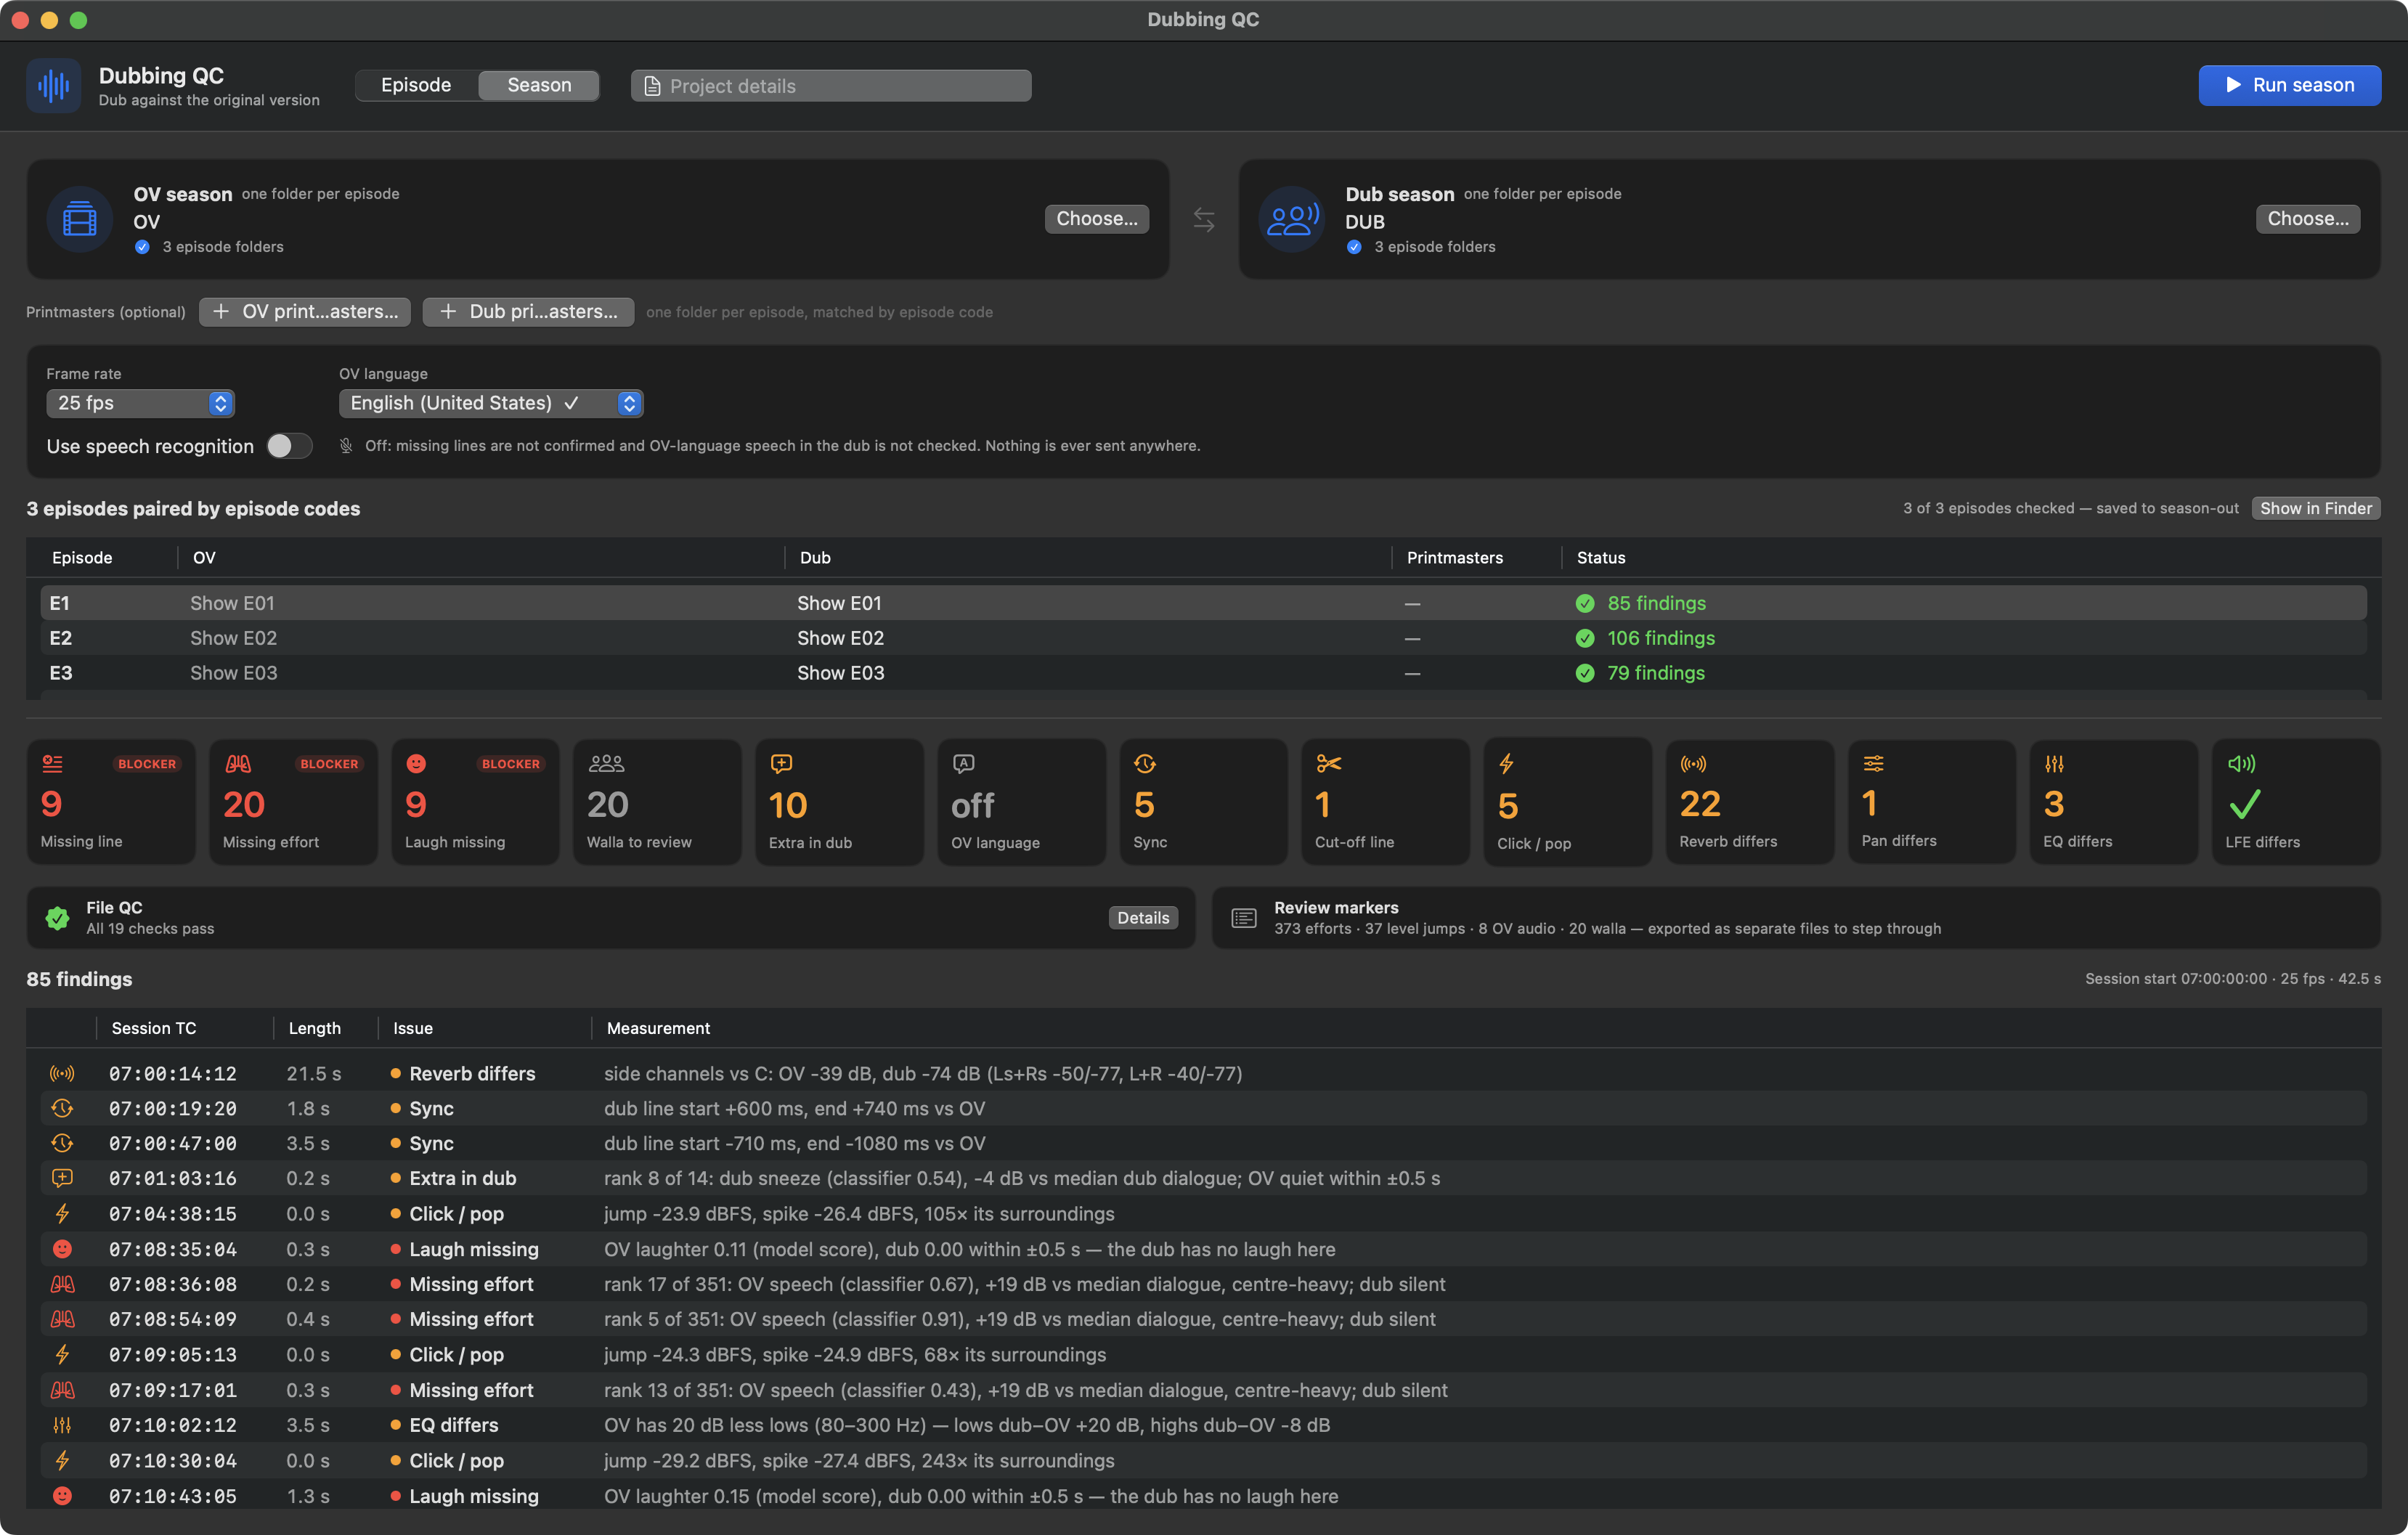 Dubbing QC
Dubbing QC
Dub against the original version
Episode
Season
Project details
Run season
OV season one folder per episode
OV
3 episode folders
Choose...
Dub season one folder per episode
DUB
3 episode folders
Choose...
Printmasters (optional)
OV print...asters...
Dub pri...asters...
one folder per episode, matched by episode code
Frame rate
OV language
25 fps
English (United States) ✓
Use speech recognition
Off: missing lines are not confirmed and OV-language speech in the dub is not checked. Nothing is ever sent anywhere.
3 episodes paired by episode codes
3 of 3 episodes checked — saved to season-out
Show in Finder
Episode OV Dub Printmasters Status
E1 Show E01 Show E01 — 85 findings
E2 Show E02 Show E02 — 106 findings
E3 Show E03 Show E03 — 79 findings
BLOCKER
9
Missing line
BLOCKER
20
Missing effort
BLOCKER
9
Laugh missing
20
Walla to review
10
Extra in dub
A
off
OV language
5
Sync
1
Cut-off line
5
Click / pop
22
Reverb differs
1
Pan differs
3
EQ differs
LFE differs
File QC
All 19 checks pass
Details
Review markers
373 efforts · 37 level jumps · 8 OV audio · 20 walla — exported as separate files to step through
85 findings
Session start 07:00:00:00 · 25 fps · 42.5 s
Session TC Length Issue Measurement
07:00:14:12 21.5 s Reverb differs side channels vs C: OV -39 dB, dub -74 dB (Ls+Rs -50/-77, L+R -40/-77)
07:00:19:20 1.8 s Sync dub line start +600 ms, end +740 ms vs OV
07:00:47:00 3.5 s Sync dub line start -710 ms, end -1080 ms vs OV
07:01:03:16 0.2 s Extra in dub rank 8 of 14: dub sneeze (classifier 0.54), -4 dB vs median dub dialogue; OV quiet within ±0.5 s
07:04:38:15 0.0 s Click / pop jump -23.9 dBFS, spike -26.4 dBFS, 105× its surroundings
07:08:35:04 0.3 s Laugh missing OV laughter 0.11 (model score), dub 0.00 within ±0.5 s — the dub has no laugh here
07:08:36:08 0.2 s Missing effort rank 17 of 351: OV speech (classifier 0.67), +19 dB vs median dialogue, centre-heavy; dub silent
07:08:54:09 0.4 s Missing effort rank 5 of 351: OV speech (classifier 0.91), +19 dB vs median dialogue, centre-heavy; dub silent
07:09:05:13 0.0 s Click / pop jump -24.3 dBFS, spike -24.9 dBFS, 68× its surroundings
07:09:17:01 0.3 s Missing effort rank 13 of 351: OV speech (classifier 0.43), +19 dB vs median dialogue, centre-heavy; dub silent
07:10:02:12 3.5 s EQ differs OV has 20 dB less lows (80–300 Hz) — lows dub–OV +20 dB, highs dub–OV -8 dB
07:10:30:04 0.0 s Click / pop jump -29.2 dBFS, spike -27.4 dBFS, 243× its surroundings
07:10:43:05 1.3 s Laugh missing OV laughter 0.15 (model score), dub 0.00 within ±0.5 s — the dub has no laugh here